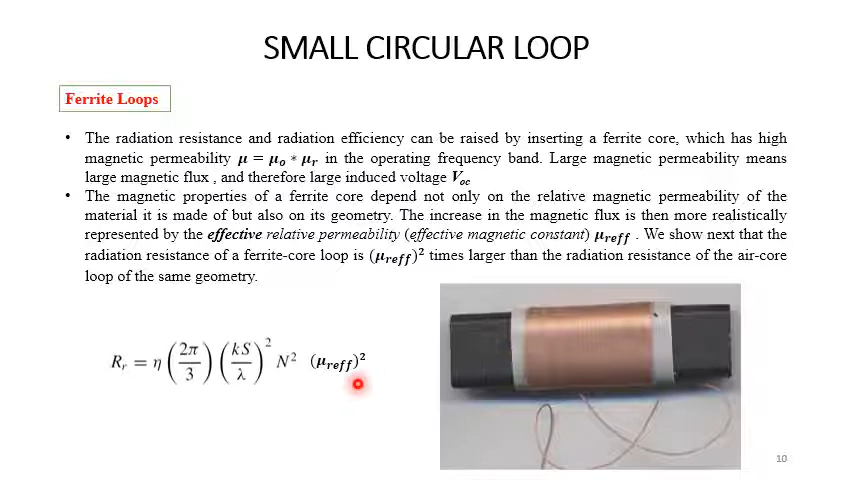 SMALL CIRCULAR LOOP
Ferrite Loops
• The radiation resistance and radiation efficiency can be raised by inserting a ferrite core, which has high
magnetic permeability μ = μₒ * μᵣ in the operating frequency band. Large magnetic permeability means
large magnetic flux , and therefore large induced voltage Vₒc
• The magnetic properties of a ferrite core depend not only on the relative magnetic permeability of the
material it is made of but also on its geometry. The increase in the magnetic flux is then more realistically
represented by the effective relative permeability (effective magnetic constant) μreff . We show next that the
radiation resistance of a ferrite-core loop is (μreff)² times larger than the radiation resistance of the air-core
loop of the same geometry.
Rᵣ = η (2π/3) (kS/λ)² N² (μreff)²
10